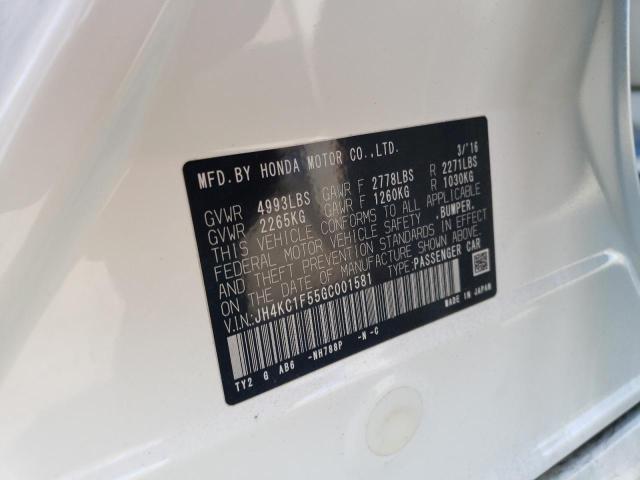 MFD.BY HONDA MOTOR CO.,LTD. 3/'16
GVWR 4993LBS GAWR F 2778LBS R 2271LBS
GVWR 2265KG GAWR F 1260KG R 1030KG
THIS VEHICLE CONFORMS TO ALL APPLICABLE
FEDERAL MOTOR VEHICLE SAFETY ,BUMPER,
AND THEFT PREVENTION STANDARDS IN EFFECT
ON THE DATE OF MANUFACTURE SHOWN ABOVE.
V.I.N:JH4KC1F55GC001581 TYPE:PASSENGER CAR
MADE IN JAPAN
TY2 G AB6 -NH788P -N -C